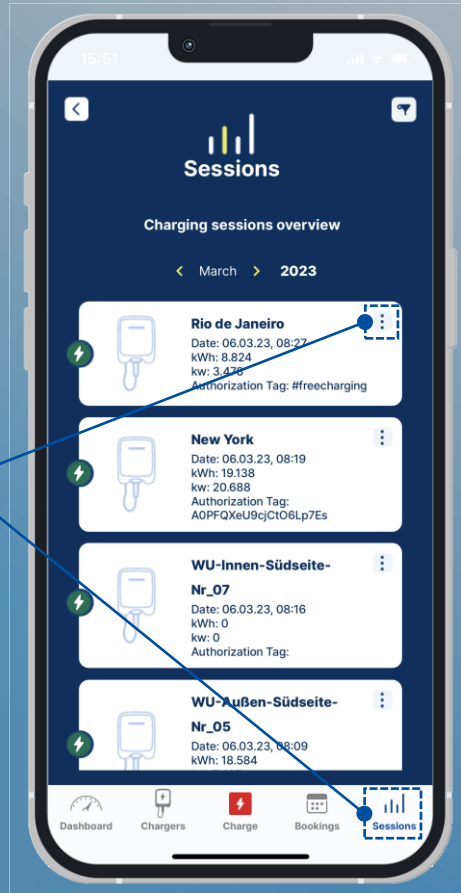 15:51
Sessions
Charging sessions overview
March 2023
Rio de Janeiro
Date: 06.03.23, 08:27
kWh: 8.824
kw: 3.478
Authorization Tag: #freecharging
New York
Date: 06.03.23, 08:19
kWh: 19.138
kw: 20.688
Authorization Tag:
A0PFQXeU9cjCtO6Lp7Es
WU-Innen-Südseite-
Nr_07
Date: 06.03.23, 08:16
kWh: 0
kw: 0
Authorization Tag:
WU-Außen-Südseite-
Nr_05
Date: 06.03.23, 08:09
kWh: 18.584
Dashboard Chargers Charge Bookings Sessions